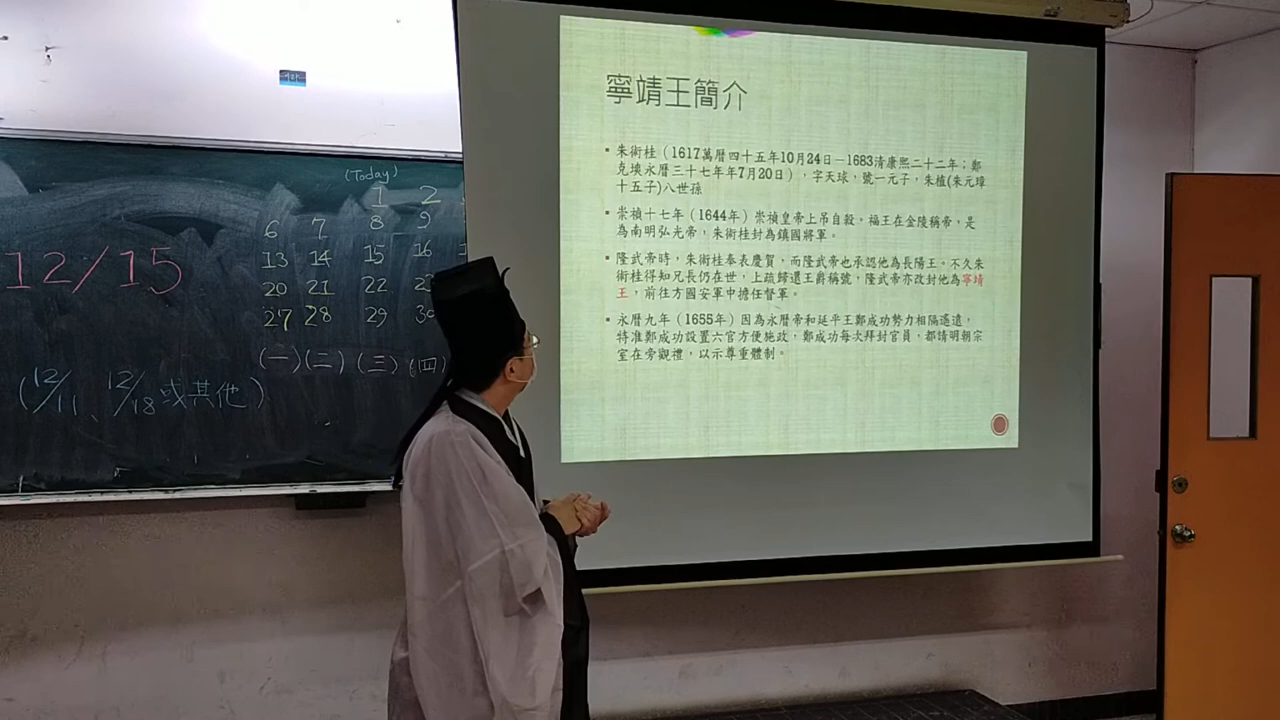 寧靖王簡介
▪ 朱術桂（1617萬曆四十五年10月24日－1683清康熙二十二年；鄭
克塽永曆三十七年年7月20日），字天球，號一元子，朱植(朱元璋
十五子)八世孫
▪ 崇禎十七年（1644年）崇禎皇帝上吊自殺。福王在金陵稱帝，是
為南明弘光帝，朱術桂封為鎮國將軍。
▪ 隆武帝時，朱術桂奉表慶賀，而隆武帝也承認他為長陽王。不久朱
術桂得知兄長仍在世，上疏歸還王爵稱號，隆武帝亦改封他為寧靖
王，前往方國安軍中擔任督軍。
▪ 永曆九年（1655年）因為永曆帝和延平王鄭成功勢力相隔遙遠，
特准鄭成功設置六官方便施政，鄭成功每次拜封官員，都請明朝宗
室在旁觀禮，以示尊重體制。
12/15
(Today)
1 2
6 7 8 9
13 14 15 16
20 21 22
27 28 29 30
(一)(二)(三)(四)
(12/11、12/18或其他)